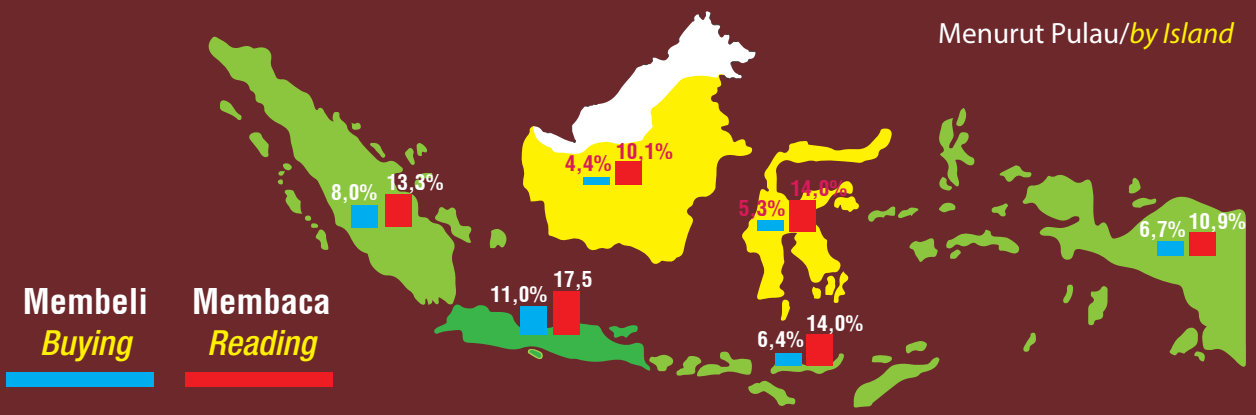 Menurut Pulau/by Island
4,4% 10,1%
8,0% 13,3%
5,3% 14,0%
6,7% 10,9%
11,0% 17,5
6,4% 14,0%
Membeli Membaca
Buying Reading